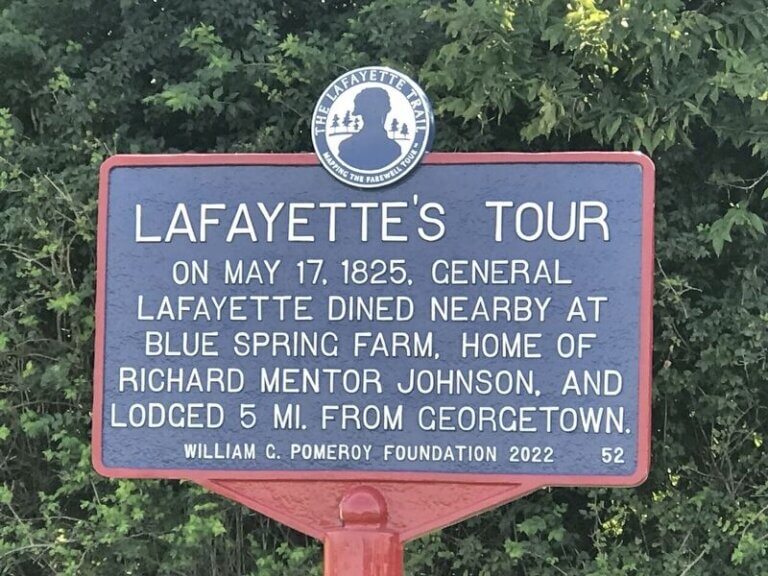 THE LAFAYETTE TRAIL
MAPPING THE FAREWELL TOUR
LAFAYETTE'S TOUR
ON MAY 17, 1825, GENERAL
LAFAYETTE DINED NEARBY AT
BLUE SPRING FARM, HOME OF
RICHARD MENTOR JOHNSON, AND
LODGED 5 MI. FROM GEORGETOWN.
WILLIAM G. POMEROY FOUNDATION 2022 52